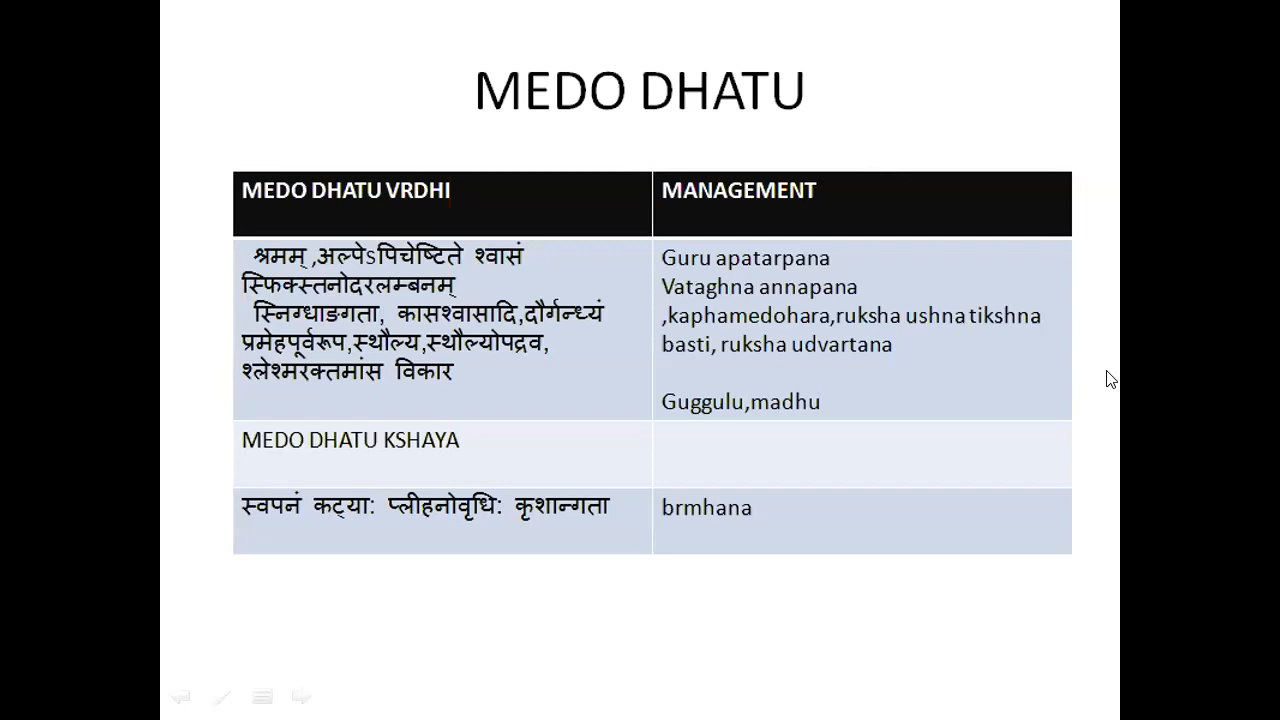 MEDO DHATU
MEDO DHATU VRDHI
MANAGEMENT
श्रमम् ,अल्पेsपिचेष्टिते श्वासं
स्फिक्स्तनोदरलम्बनम्
स्निग्धाङगता, कासश्वासादि,दौर्गन्ध्यं
प्रमेहपूर्वरूप,स्थौल्य,स्थौल्योपद्रव,
श्लेश्मरक्तमांस विकार
Guru apatarpana
Vataghna annapana
,kaphamedohara,ruksha ushna tikshna
basti, ruksha udvartana
Guggulu,madhu
MEDO DHATU KSHAYA
स्वपनं कट्या: प्लीहनोवृधि: कृशान्गता
brmhana